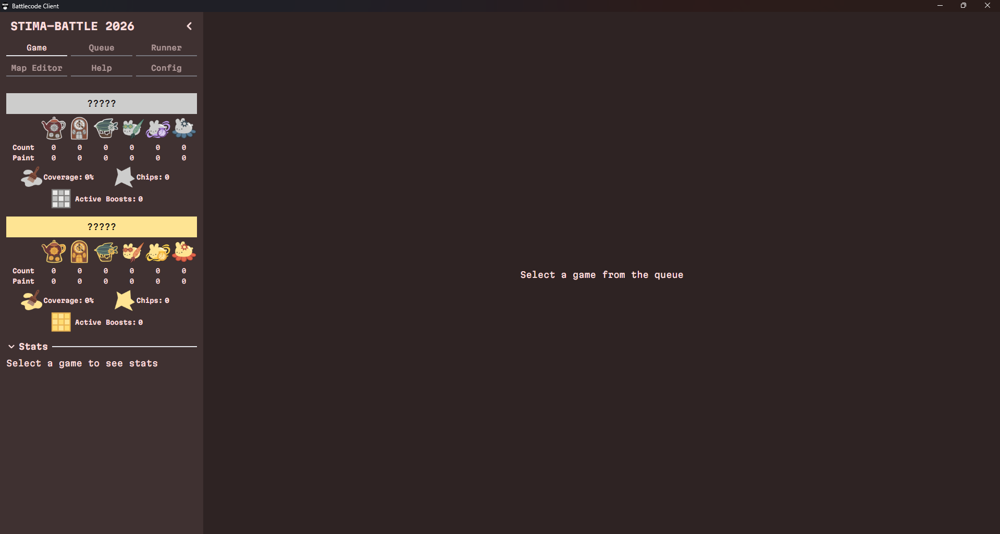 Battlecode Client
STIMA-BATTLE 2026
Game Queue Runner
Map Editor Help Config
?????
Count 0 0 0 0 0 0
Paint 0 0 0 0 0 0
Coverage: 0% Chips: 0
Active Boosts: 0
?????
Count 0 0 0 0 0 0
Paint 0 0 0 0 0 0
Coverage: 0% Chips: 0
Active Boosts: 0
Stats
Select a game to see stats
Select a game from the queue